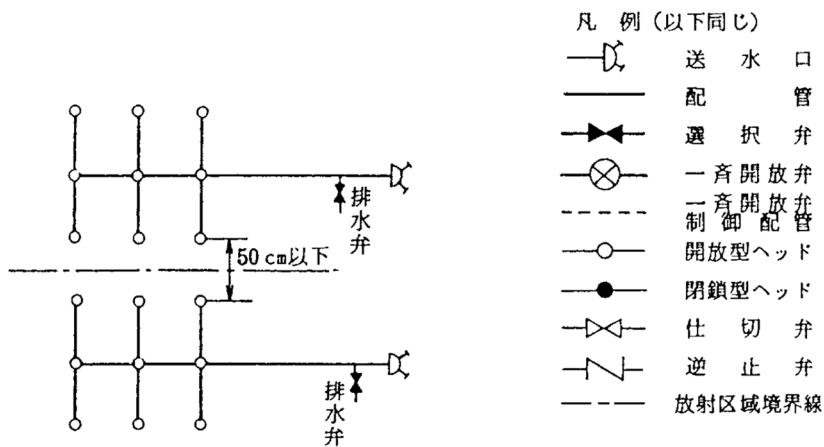 排水弁
50cm以下
排水弁
凡例(以下同じ)
送水口
配管
選択弁
一斉開放弁
一斉開放弁
制御配管
開放型ヘッド
閉鎖型ヘッド
仕切弁
逆止弁
放射区域境界線